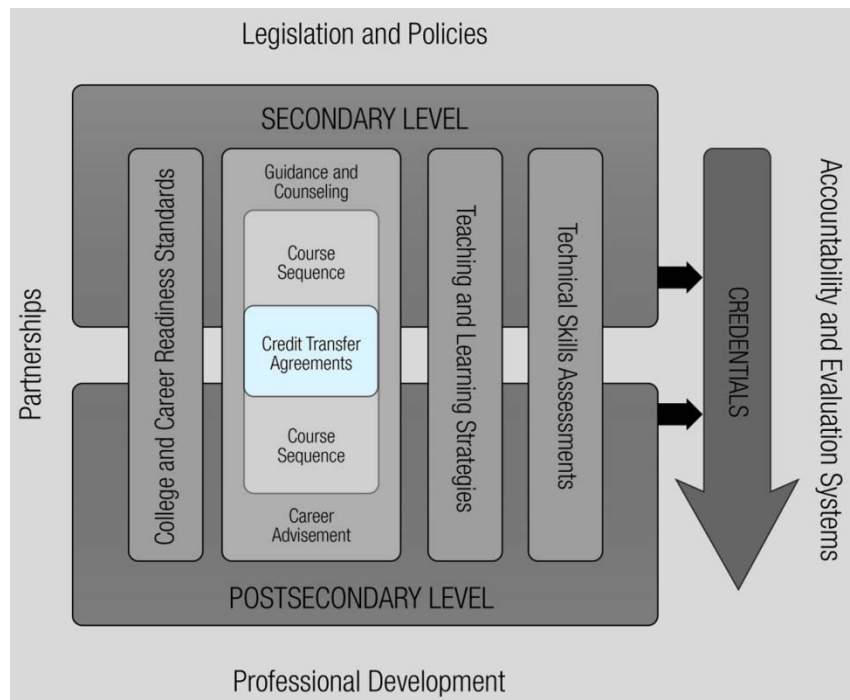 Legislation and Policies
SECONDARY LEVEL
Partnerships
College and Career Readiness Standards
Guidance and
Counseling
Course
Sequence
Credit Transfer
Agreements
Course
Sequence
Career
Advisement
Teaching and Learning Strategies
Technical Skills Assessments
CREDENTIALS
Accountability and Evaluation Systems
POSTSECONDARY LEVEL
Professional Development